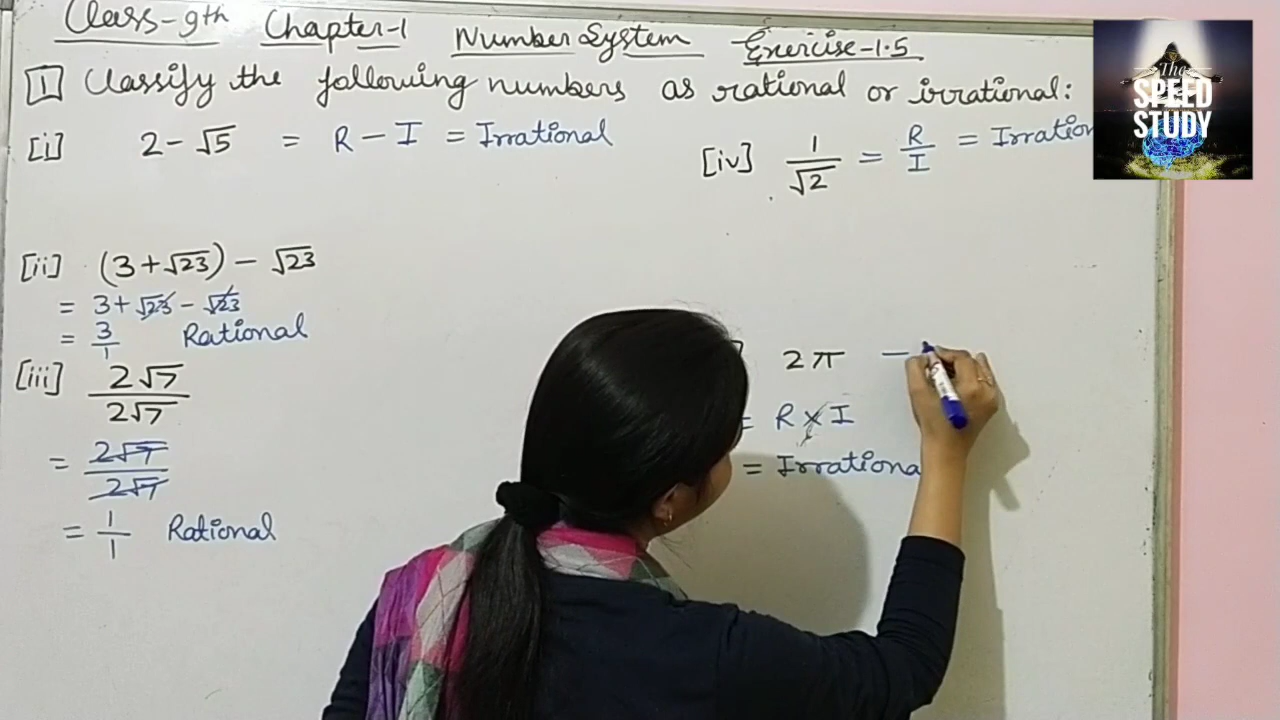 Class-9th Chapter-1 Number System Exercise-1.5
[1] Classify the following numbers as rational or irrational:
[i] 2-√5 = R - I = Irrational
[ii] (3+√23) - √23
= 3+√23 - √23
= 3/1 Rational
[iii] 2√7/2√7
= 2√7/2√7
= 1/1 Rational
[iv] 1/√2 = R/I
2π -
= R × I
The
SPEED
STUDY